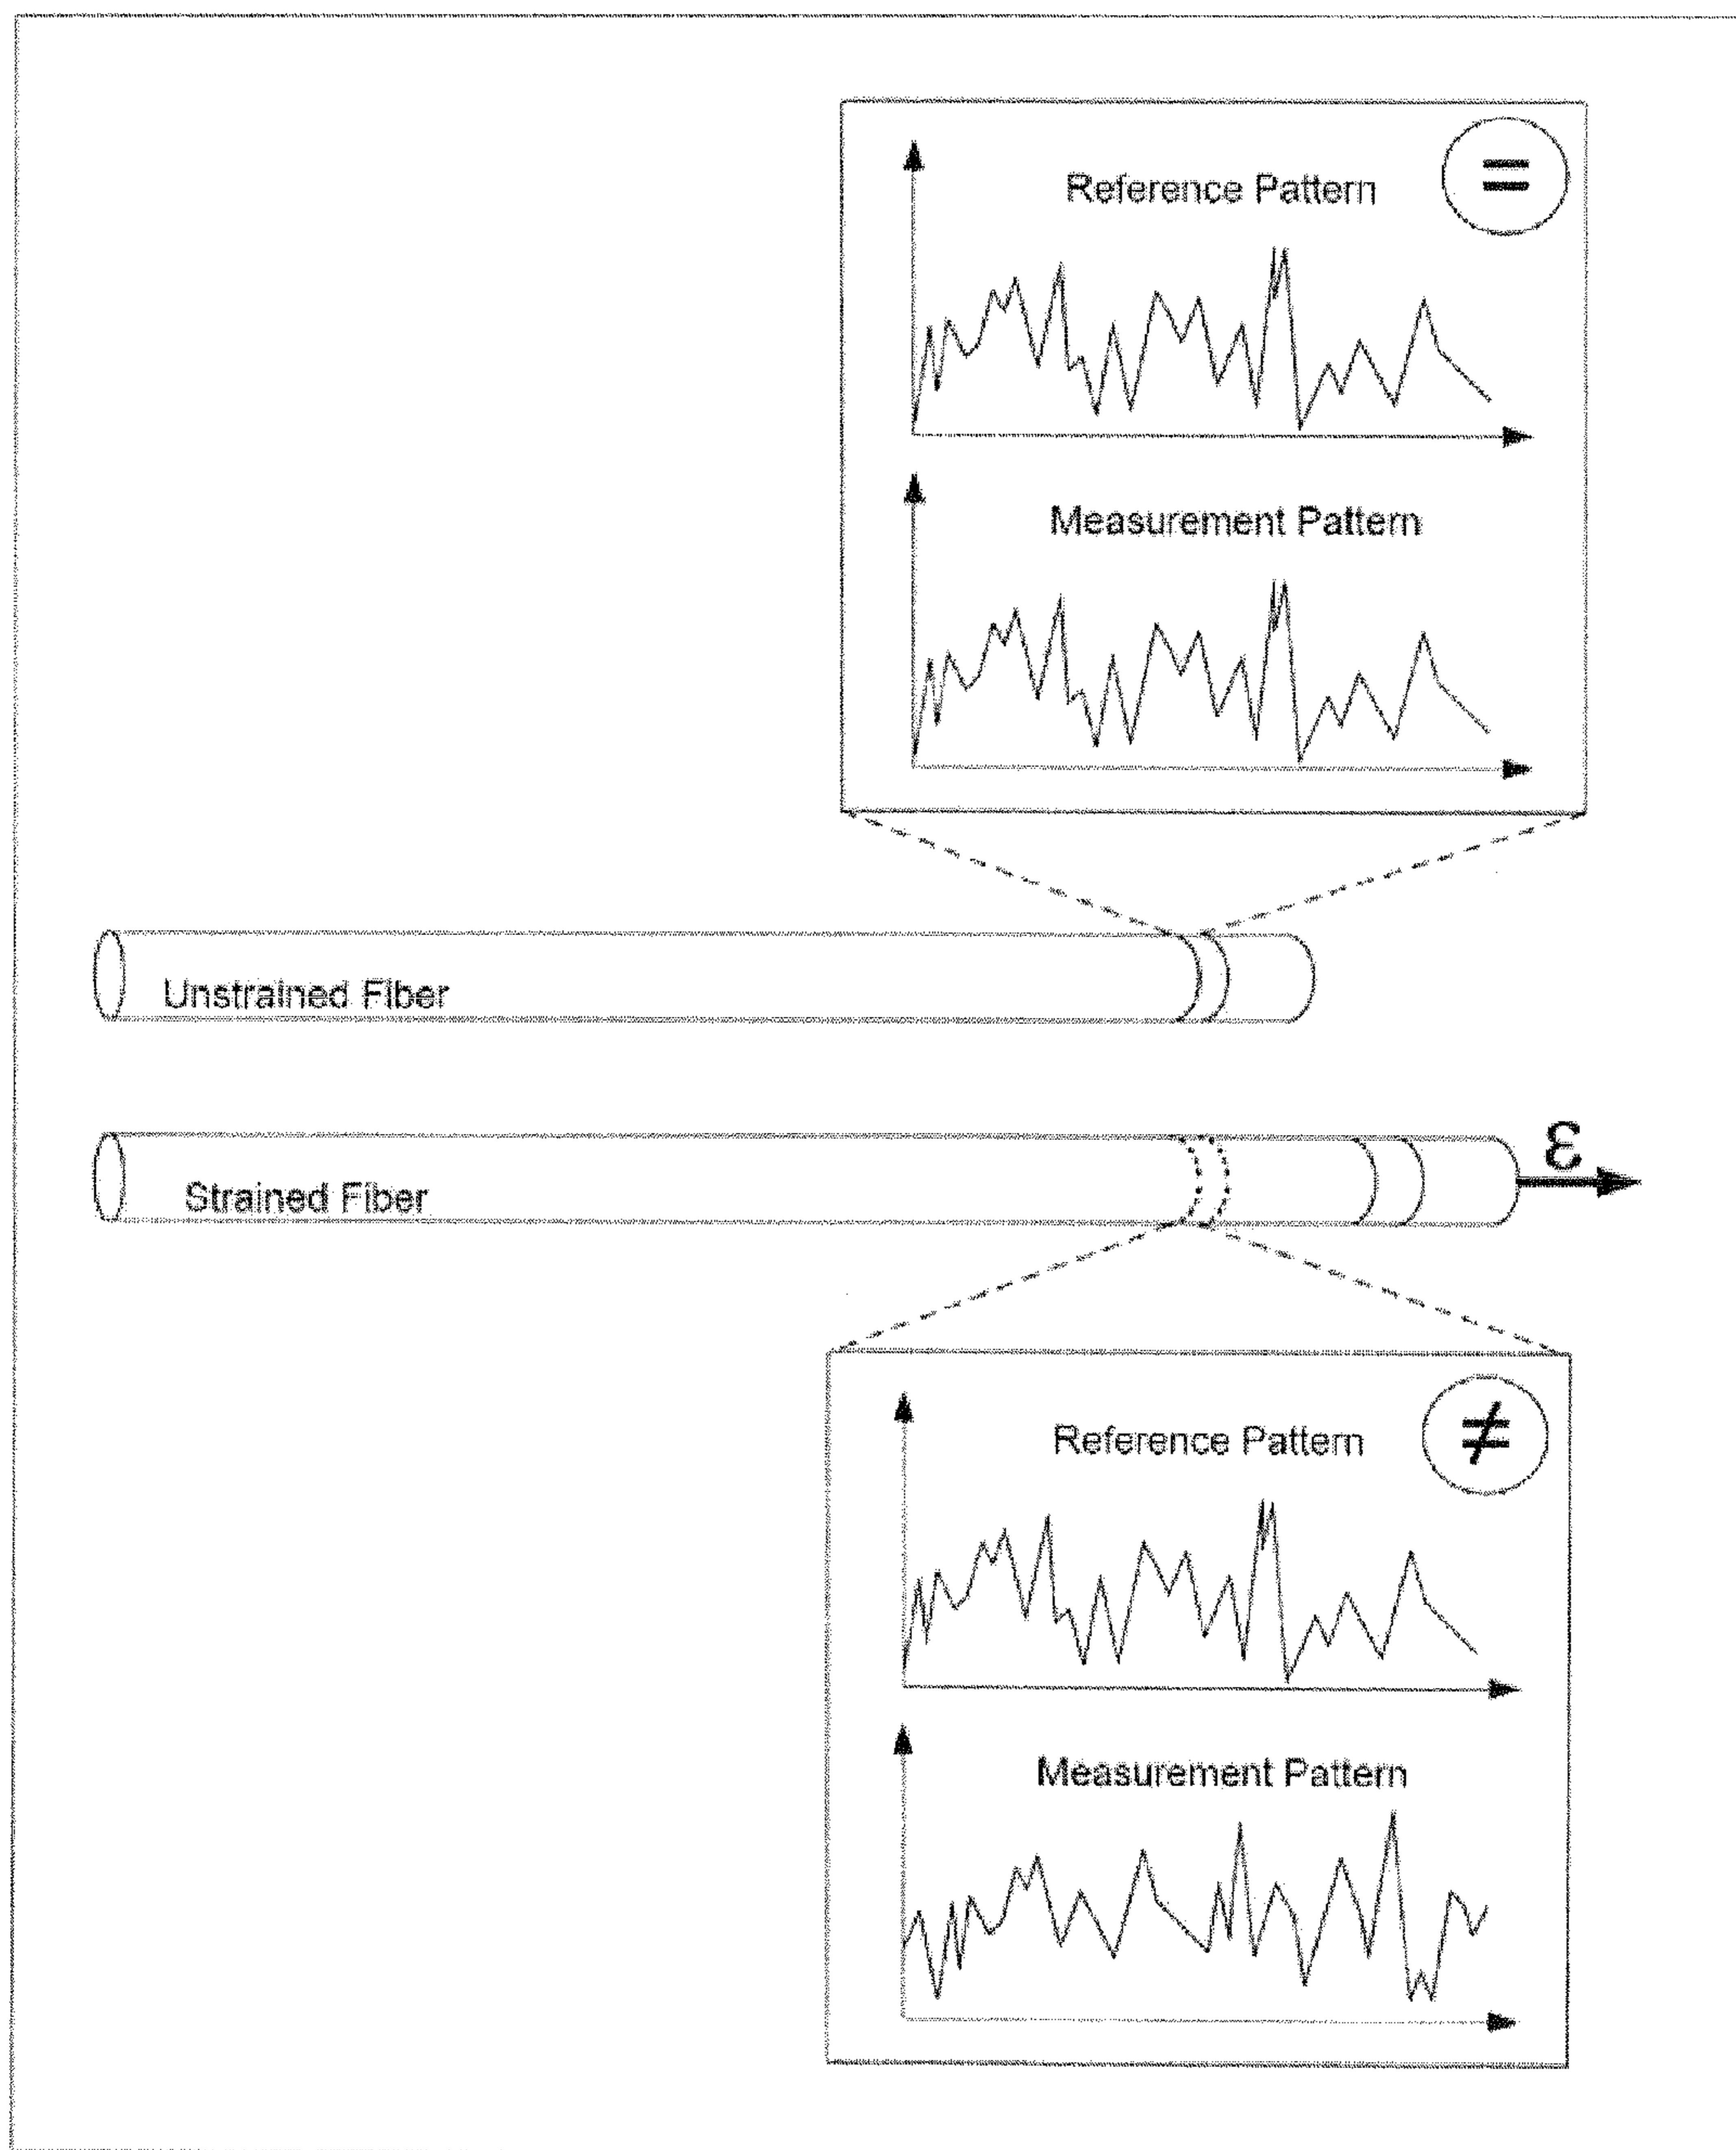 Reference Pattern
=
Measurement Pattern
Unstrained Fiber
ε
Strained Fiber
Reference Pattern
≠
Measurement Pattern